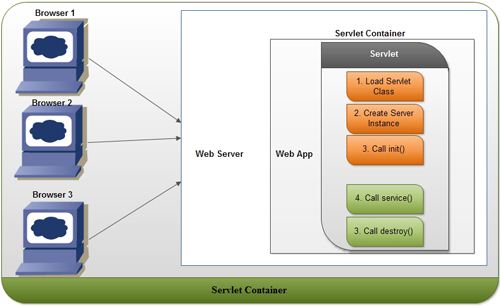 Browser 1
Browser 2
Browser 3
Web Server
Servlet Container
Web App
Servlet
1. Load Servlet
Class
2. Create Server
Instance
3. Call init()
4. Call service()
3. Call destroy()
Servlet Container